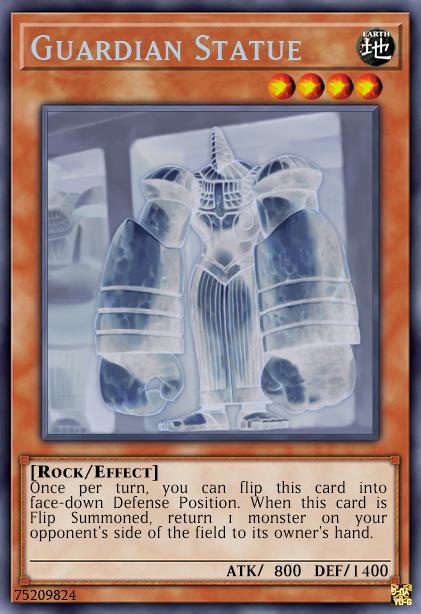 GUARDIAN STATUE
EARTH
地
[ROCK/EFFECT]
Once per turn, you can flip this card into
face-down Defense Position. When this card is
Flip Summoned, return 1 monster on your
opponent's side of the field to its owner's hand.
ATK/ 800 DEF/1400
75209824